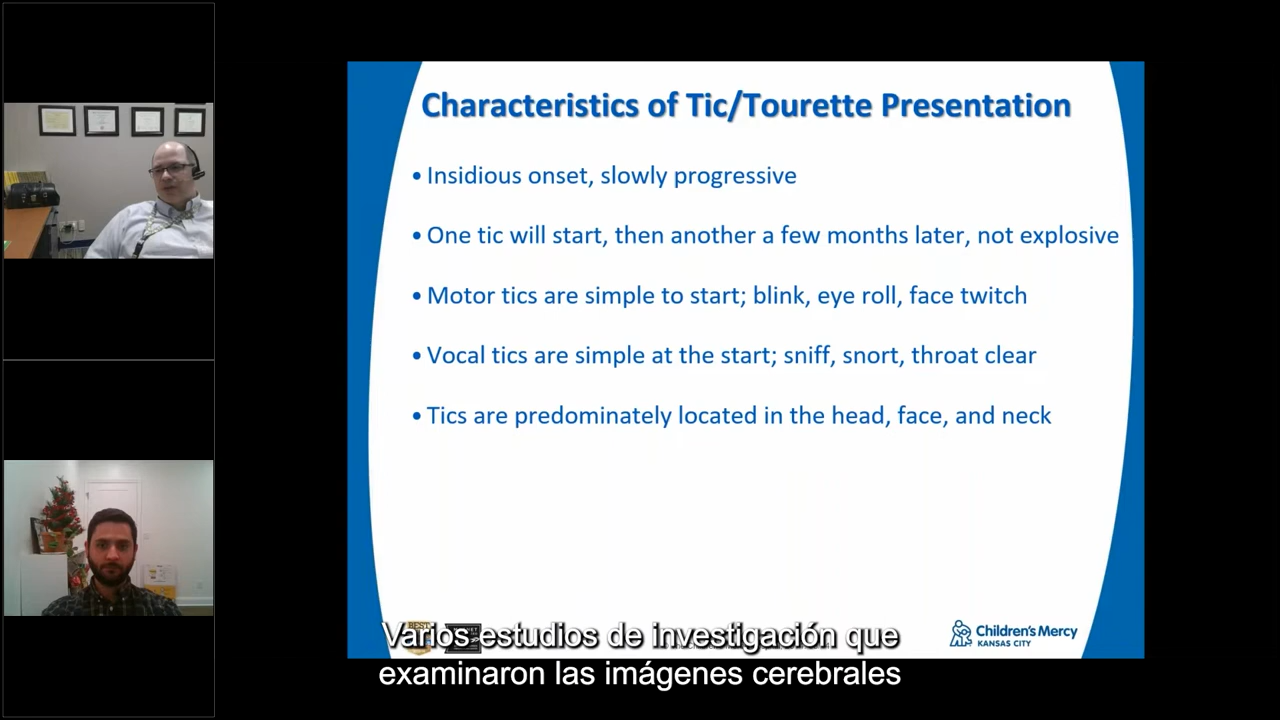 Characteristics of Tic/Tourette Presentation
• Insidious onset, slowly progressive
• One tic will start, then another a few months later, not explosive
• Motor tics are simple to start; blink, eye roll, face twitch
• Vocal tics are simple at the start; sniff, snort, throat clear
• Tics are predominately located in the head, face, and neck
BEST
Children's Mercy
KANSAS CITY
Varios estudios de investigación que
examinaron las imágenes cerebrales